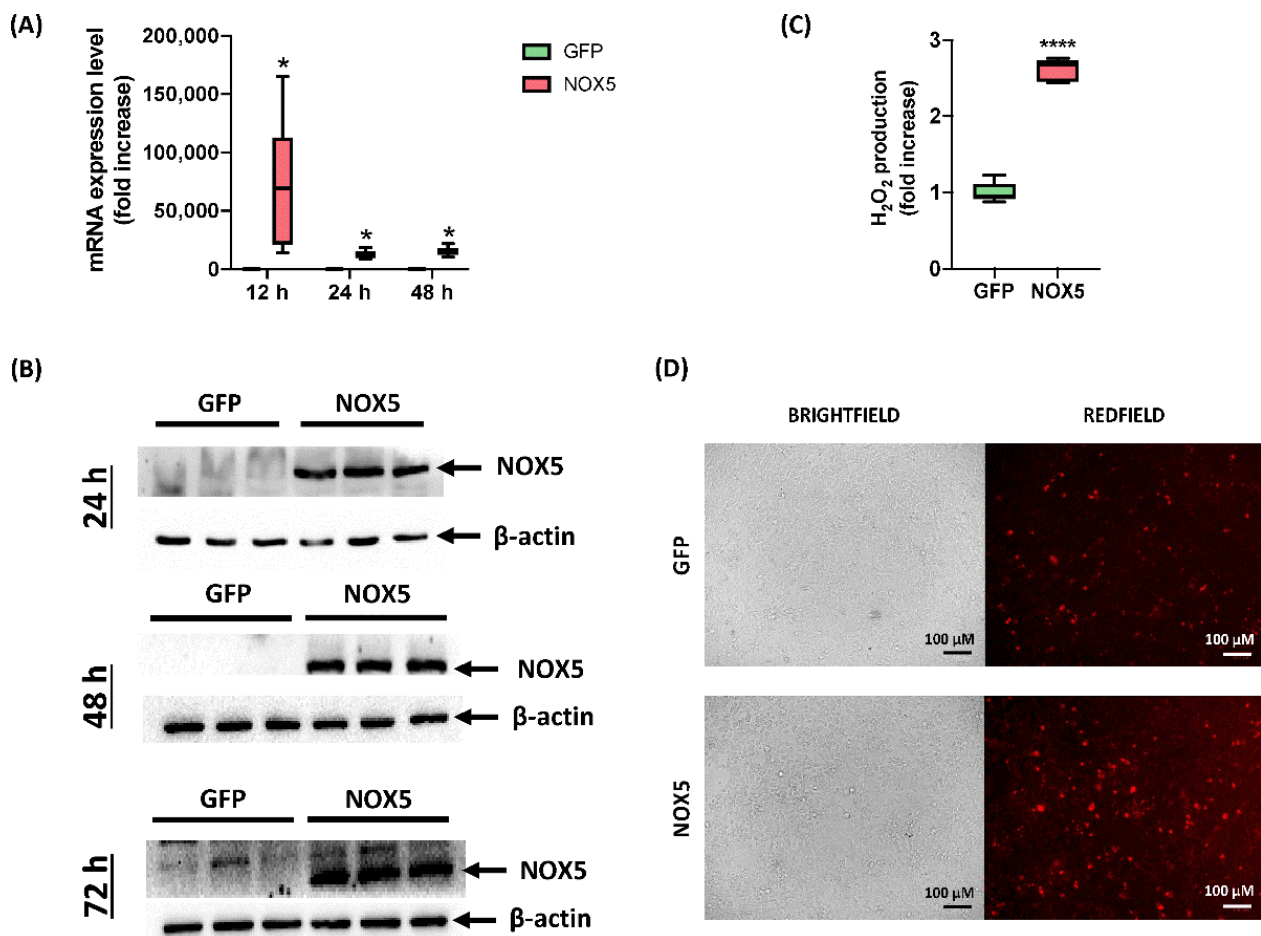 (A)
mRNA expression level
(fold increase)
200,000
150,000
100,000
50,000
0
*
*
*
12 h
24 h
48 h
GFP
NOX5
(C)
H₂O₂ production
(fold increase)
3
2
1
0
****
GFP
NOX5
(B)
GFP
NOX5
24 h
NOX5
β-actin
GFP
NOX5
48 h
NOX5
β-actin
GFP
NOX5
72 h
NOX5
β-actin
(D)
BRIGHTFIELD
REDFIELD
GFP
100 µM
100 µM
NOX5
100 µM
100 µM